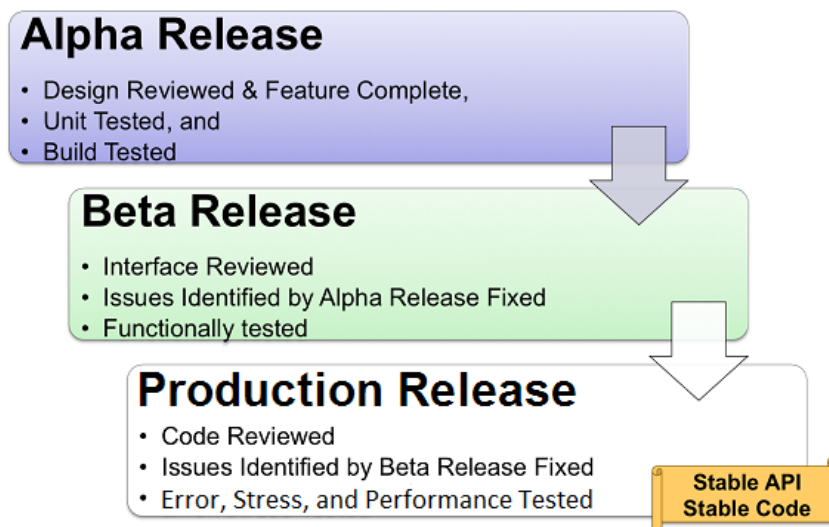 Alpha Release
• Design Reviewed & Feature Complete,
• Unit Tested, and
• Build Tested
Beta Release
• Interface Reviewed
• Issues Identified by Alpha Release Fixed
• Functionally tested
Production Release
• Code Reviewed
• Issues Identified by Beta Release Fixed
• Error, Stress, and Performance Tested
Stable API
Stable Code